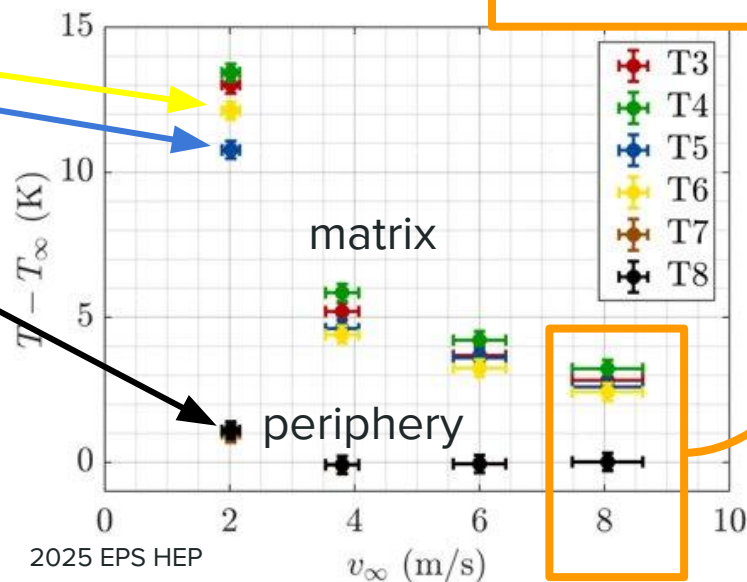 15
10
5
0
T − T∞ (K)
T3
T4
T5
T6
T7
T8
matrix
periphery
0 2 4 6 8 10
v∞ (m/s)
2025 EPS HEP